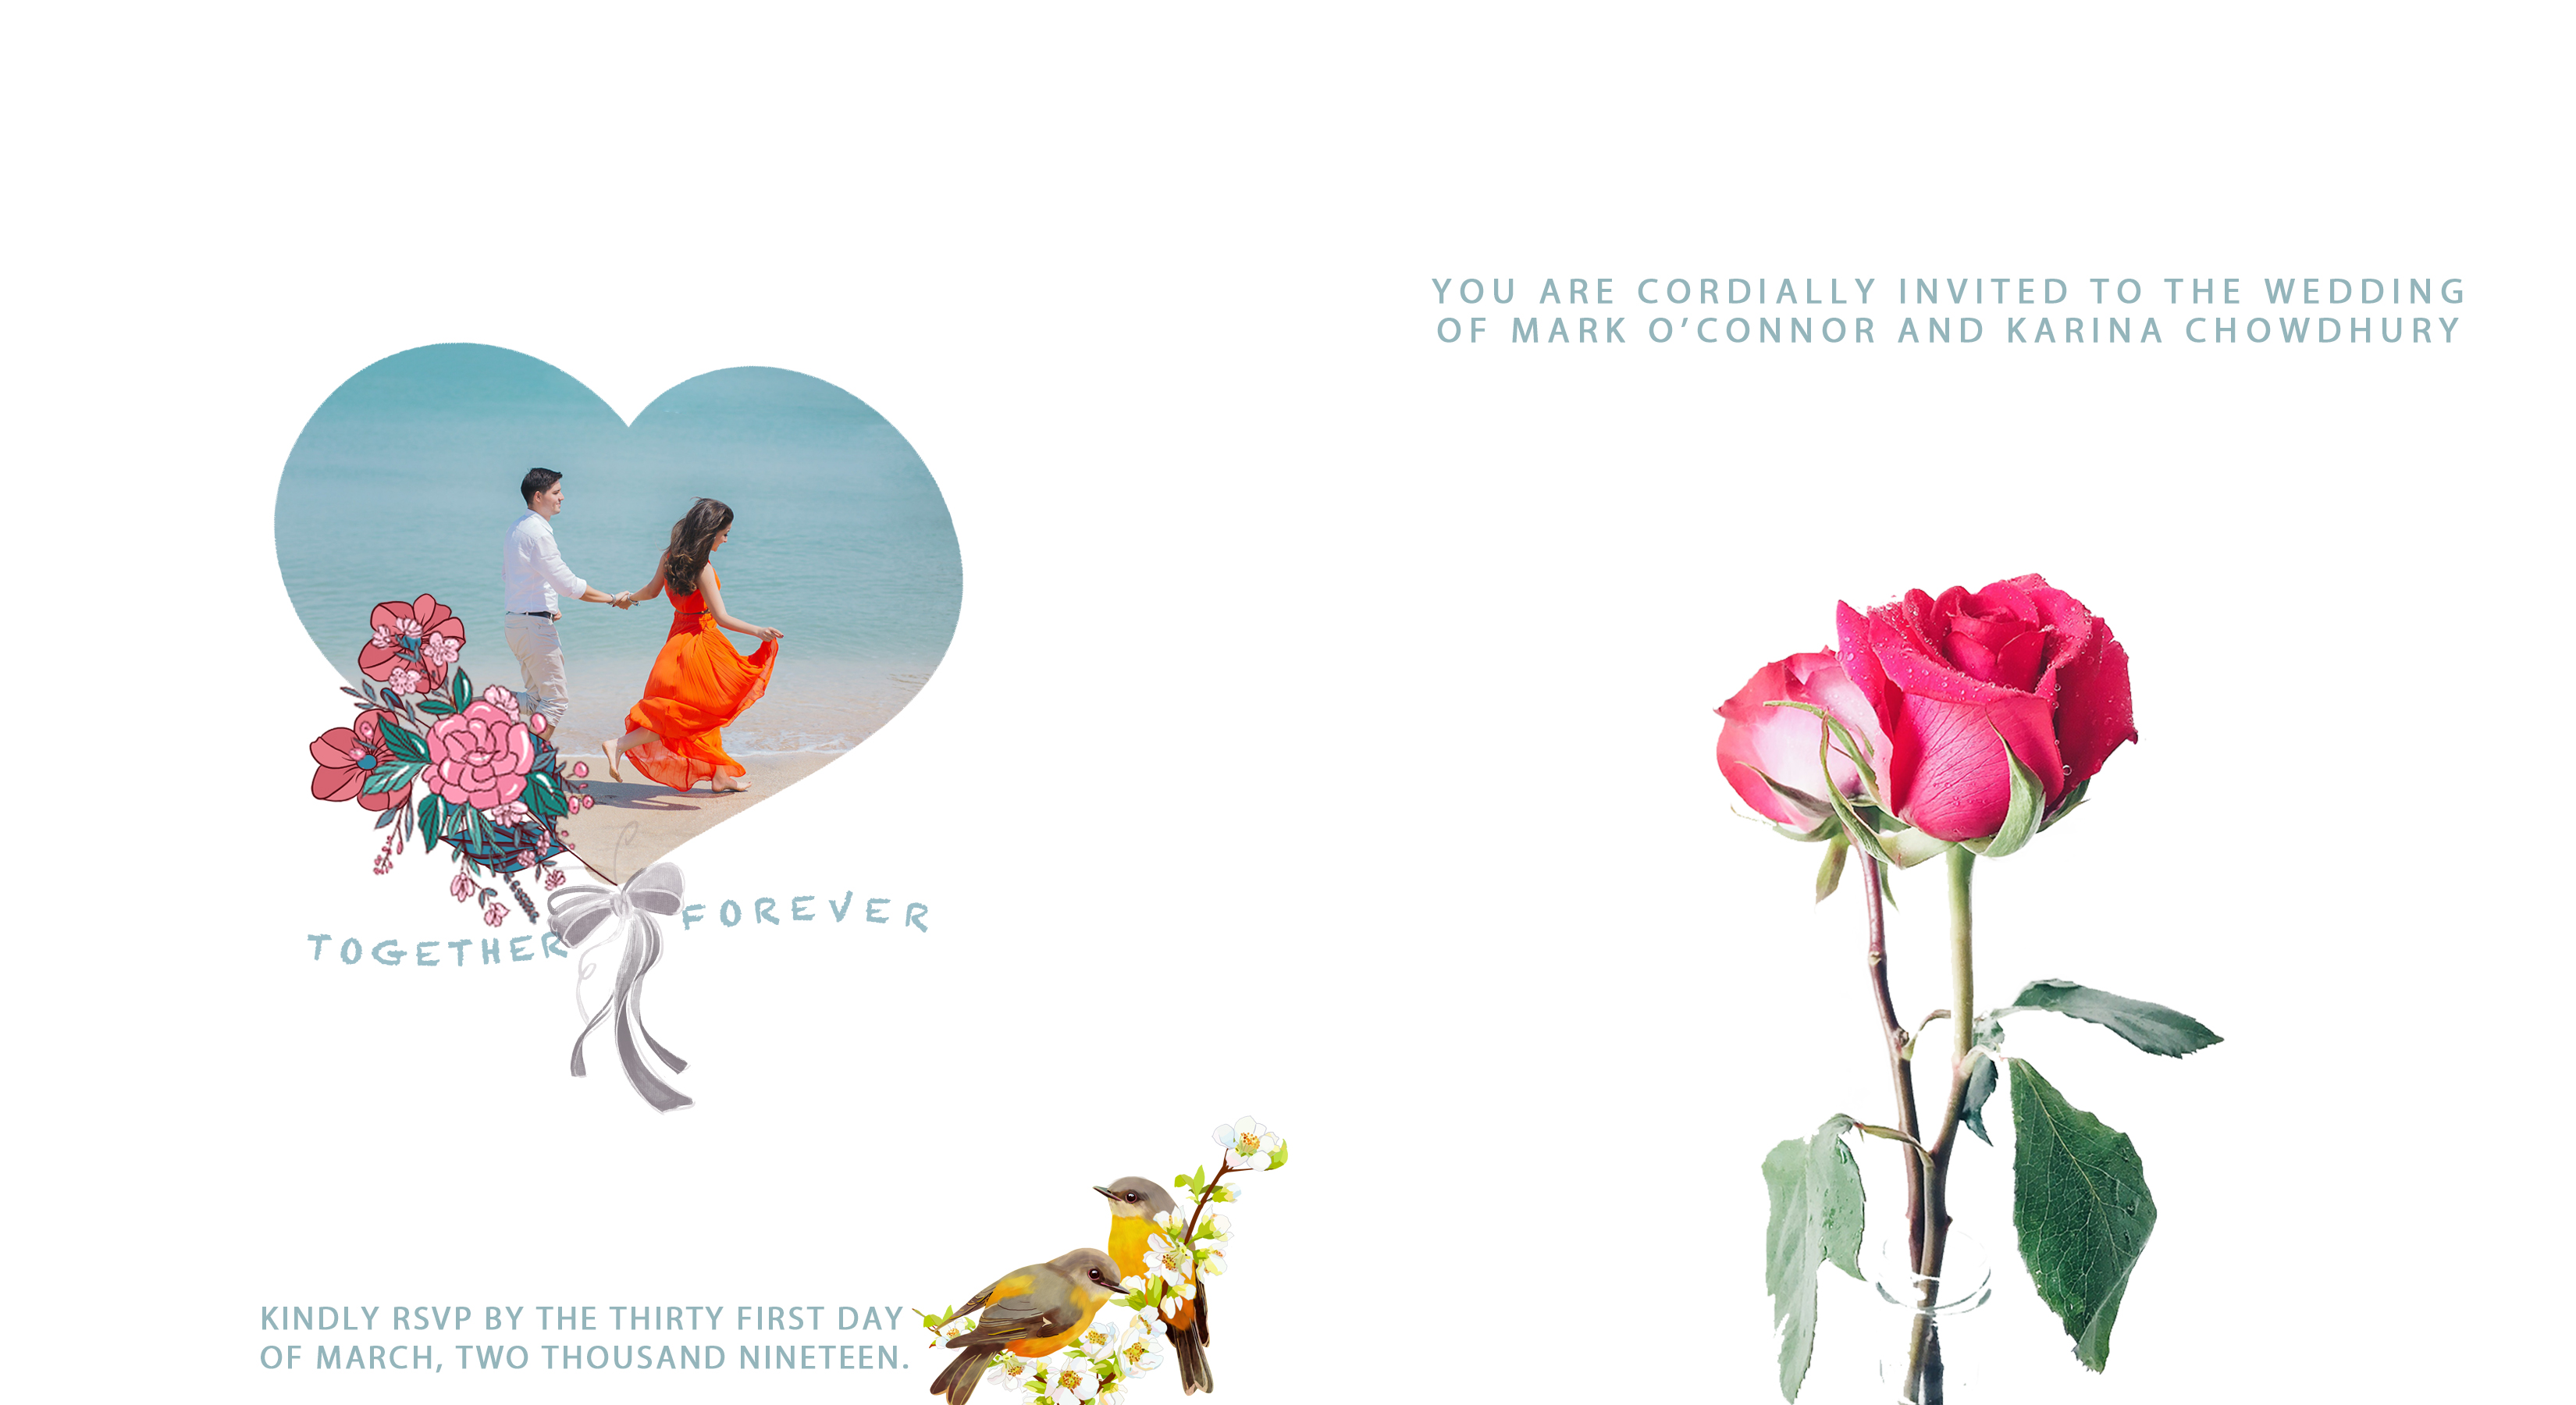 YOU ARE CORDIALLY INVITED TO THE WEDDING
OF MARK O’CONNOR AND KARINA CHOWDHURY
TOGETHER FOREVER
KINDLY RSVP BY THE THIRTY FIRST DAY
OF MARCH, TWO THOUSAND NINETEEN.